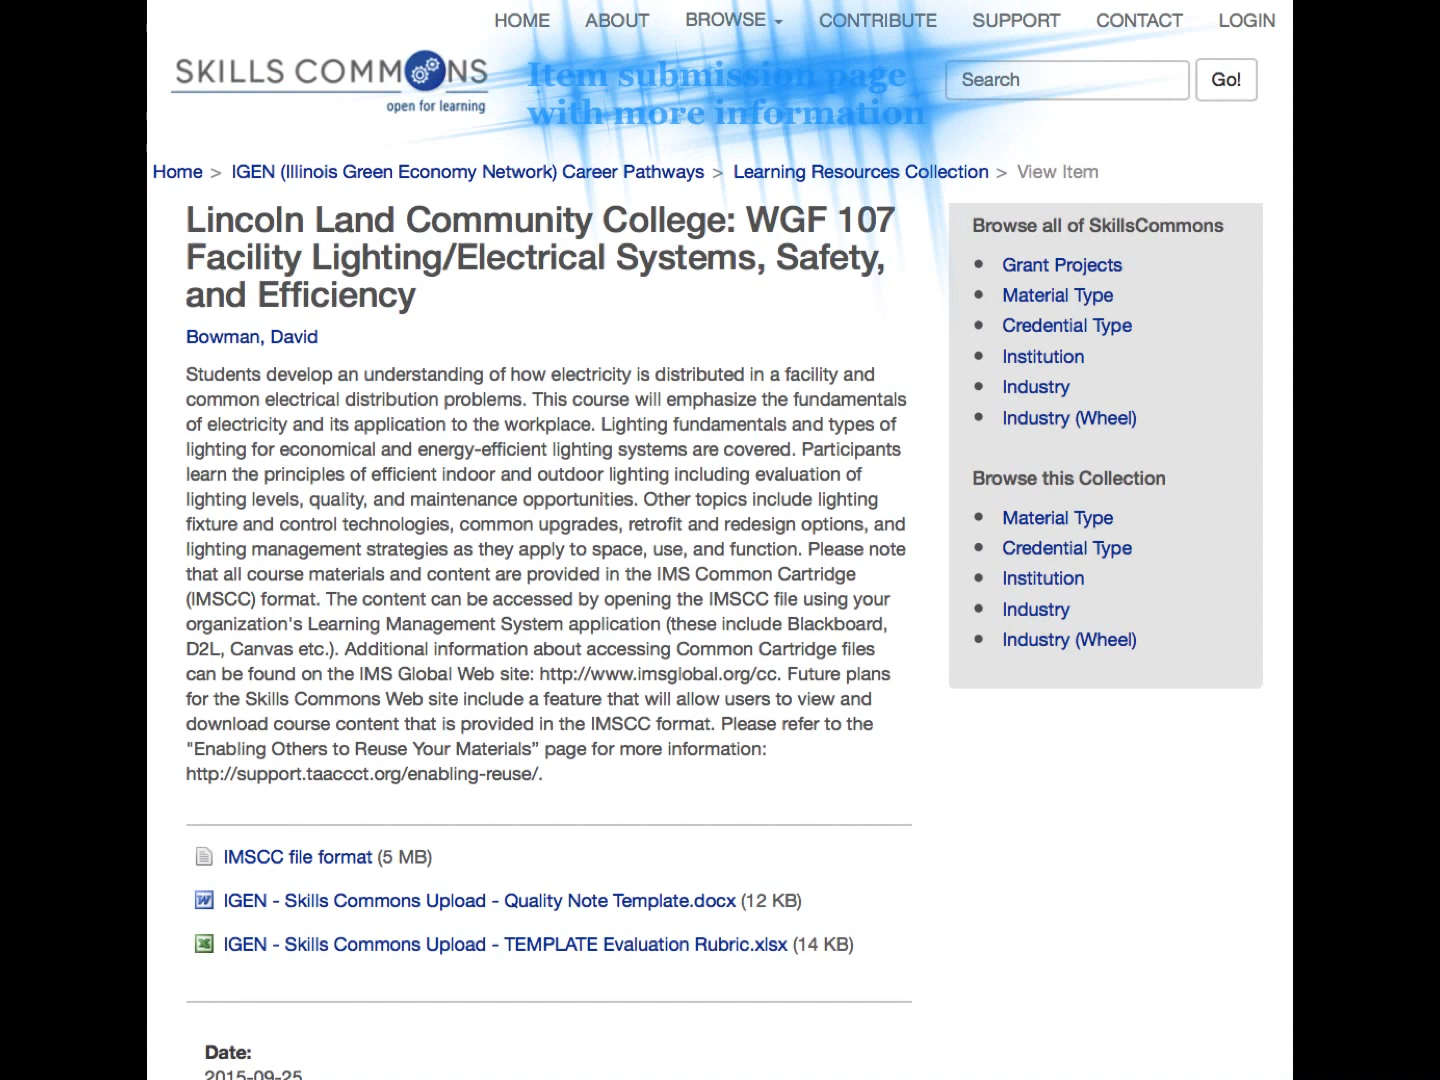 HOME ABOUT BROWSE CONTRIBUTE SUPPORT CONTACT LOGIN
SKILLS COMMONS
open for learning
Item submission page
with more information
Search Go!
Home > IGEN (Illinois Green Economy Network) Career Pathways > Learning Resources Collection > View Item
Lincoln Land Community College: WGF 107
Facility Lighting/Electrical Systems, Safety,
and Efficiency
Bowman, David
Students develop an understanding of how electricity is distributed in a facility and
common electrical distribution problems. This course will emphasize the fundamentals
of electricity and its application to the workplace. Lighting fundamentals and types of
lighting for economical and energy-efficient lighting systems are covered. Participants
learn the principles of efficient indoor and outdoor lighting including evaluation of
lighting levels, quality, and maintenance opportunities. Other topics include lighting
fixture and control technologies, common upgrades, retrofit and redesign options, and
lighting management strategies as they apply to space, use, and function. Please note
that all course materials and content are provided in the IMS Common Cartridge
(IMSCC) format. The content can be accessed by opening the IMSCC file using your
organization's Learning Management System application (these include Blackboard,
D2L, Canvas etc.). Additional information about accessing Common Cartridge files
can be found on the IMS Global Web site: http://www.imsglobal.org/cc. Future plans
for the Skills Commons Web site include a feature that will allow users to view and
download course content that is provided in the IMSCC format. Please refer to the
"Enabling Others to Reuse Your Materials” page for more information:
http://support.taaccct.org/enabling-reuse/.
IMSCC file format (5 MB)
IGEN - Skills Commons Upload - Quality Note Template.docx (12 KB)
IGEN - Skills Commons Upload - TEMPLATE Evaluation Rubric.xlsx (14 KB)
Date:
2015-09-25
Browse all of SkillsCommons
Grant Projects
Material Type
Credential Type
Institution
Industry
Industry (Wheel)
Browse this Collection
Material Type
Credential Type
Institution
Industry
Industry (Wheel)